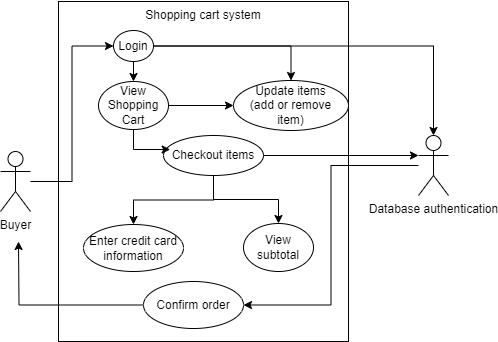 Shopping cart system
Login
View
Shopping
Cart
Update items
(add or remove
item)
Checkout items
Buyer
Database authentication
Enter credit card
information
View
subtotal
Confirm order